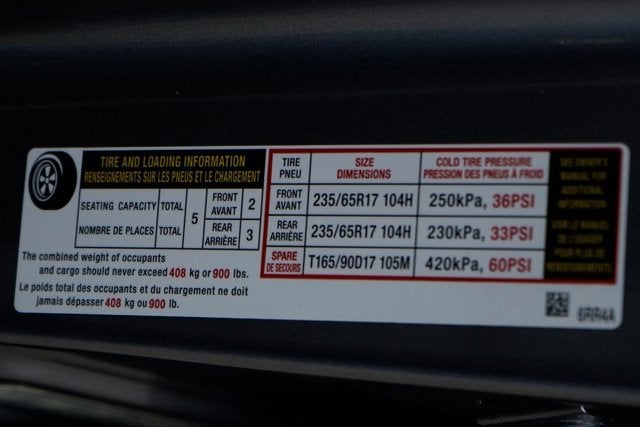 TIRE AND LOADING INFORMATION
RENSEIGNEMENTS SUR LES PNEUS ET LE CHARGEMENT
SEATING CAPACITY TOTAL 5 FRONT AVANT 2
NOMBRE DE PLACES TOTAL REAR ARRIÈRE 3
The combined weight of occupants
and cargo should never exceed 408 kg or 900 lbs.
Le poids total des occupants et du chargement ne doit
jamais dépasser 408 kg ou 900 lb.
TIRE PNEU SIZE DIMENSIONS COLD TIRE PRESSURE PRESSION DES PNEUS À FROID
FRONT AVANT 235/65R17 104H 250kPa, 36PSI
REAR ARRIÈRE 235/65R17 104H 230kPa, 33PSI
SPARE DE SECOURS T165/90D17 105M 420kPa, 60PSI
SEE OWNER'S
MANUAL FOR
ADDITIONAL
INFORMATION
VOIR LE MANUEL
DE L'USAGER
POUR PLUS DE
RENSEIGNEMENTS